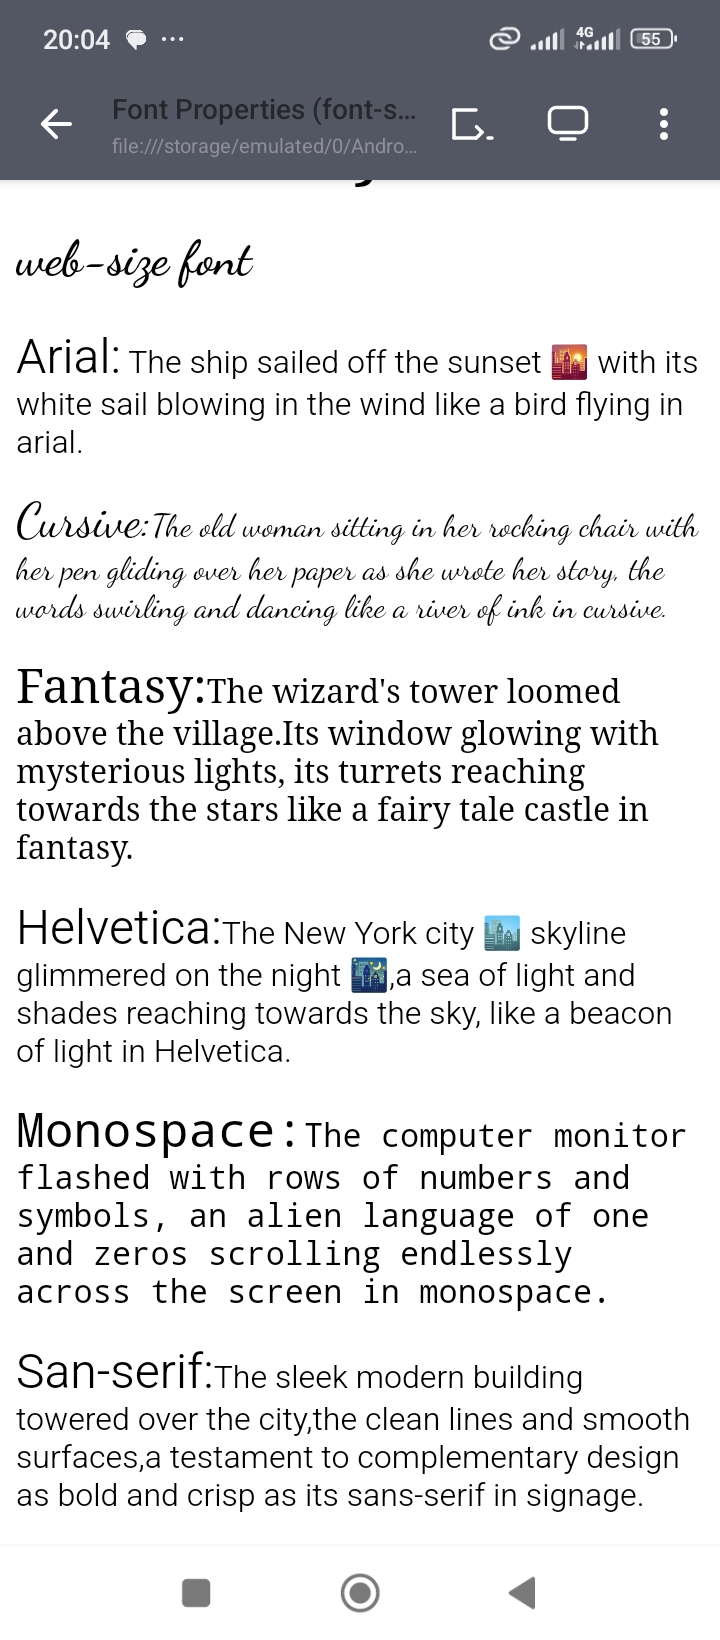 20:04 ... 4G 55
Font Properties (font-s...
file:///storage/emulated/0/Andro...
web-size font
Arial: The ship sailed off the sunset 🌇 with its
white sail blowing in the wind like a bird flying in
arial.
Cursive:The old woman sitting in her rocking chair with
her pen gliding over her paper as she wrote her story, the
words swirling and dancing like a river of ink in cursive.
Fantasy:The wizard's tower loomed
above the village.Its window glowing with
mysterious lights, its turrets reaching
towards the stars like a fairy tale castle in
fantasy.
Helvetica:The New York city 🏙 skyline
glimmered on the night 🌃,a sea of light and
shades reaching towards the sky, like a beacon
of light in Helvetica.
Monospace:The computer monitor
flashed with rows of numbers and
symbols, an alien language of one
and zeros scrolling endlessly
across the screen in monospace.
San-serif:The sleek modern building
towered over the city,the clean lines and smooth
surfaces,a testament to complementary design
as bold and crisp as its sans-serif in signage.